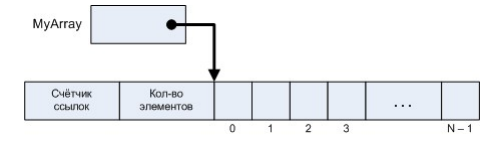 MyArray
Счётчик ссылок
Кол-во элементов
. . .
0 1 2 3 N – 1